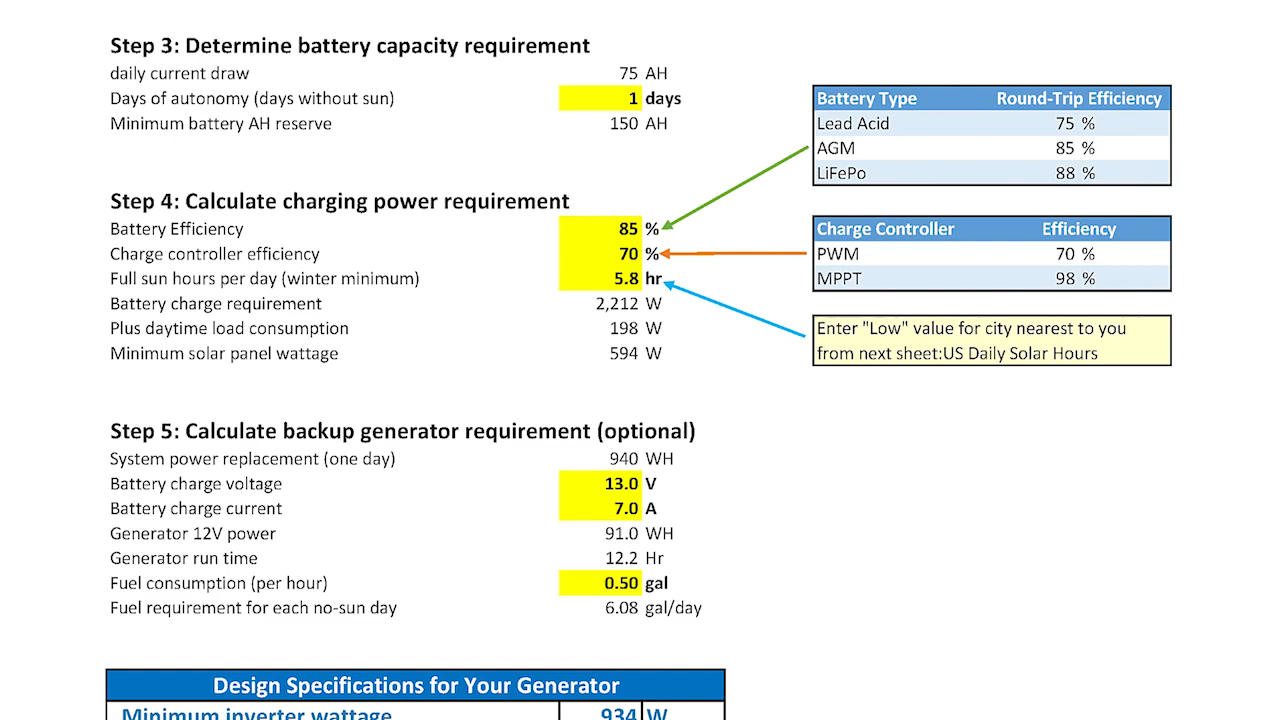 Step 3: Determine battery capacity requirement
daily current draw 75 AH
Days of autonomy (days without sun) 1 days
Minimum battery AH reserve 150 AH
Battery Type Round-Trip Efficiency
Lead Acid 75 %
AGM 85 %
LiFePo 88 %
Step 4: Calculate charging power requirement
Battery Efficiency 85 %
Charge controller efficiency 70 %
Full sun hours per day (winter minimum) 5.8 hr
Battery charge requirement 2,212 W
Plus daytime load consumption 198 W
Minimum solar panel wattage 594 W
Charge Controller Efficiency
PWM 70 %
MPPT 98 %
Enter "Low" value for city nearest to you
from next sheet:US Daily Solar Hours
Step 5: Calculate backup generator requirement (optional)
System power replacement (one day) 940 WH
Battery charge voltage 13.0 V
Battery charge current 7.0 A
Generator 12V power 91.0 WH
Generator run time 12.2 Hr
Fuel consumption (per hour) 0.50 gal
Fuel requirement for each no-sun day 6.08 gal/day
Design Specifications for Your Generator
Minimum inverter wattage 934 W